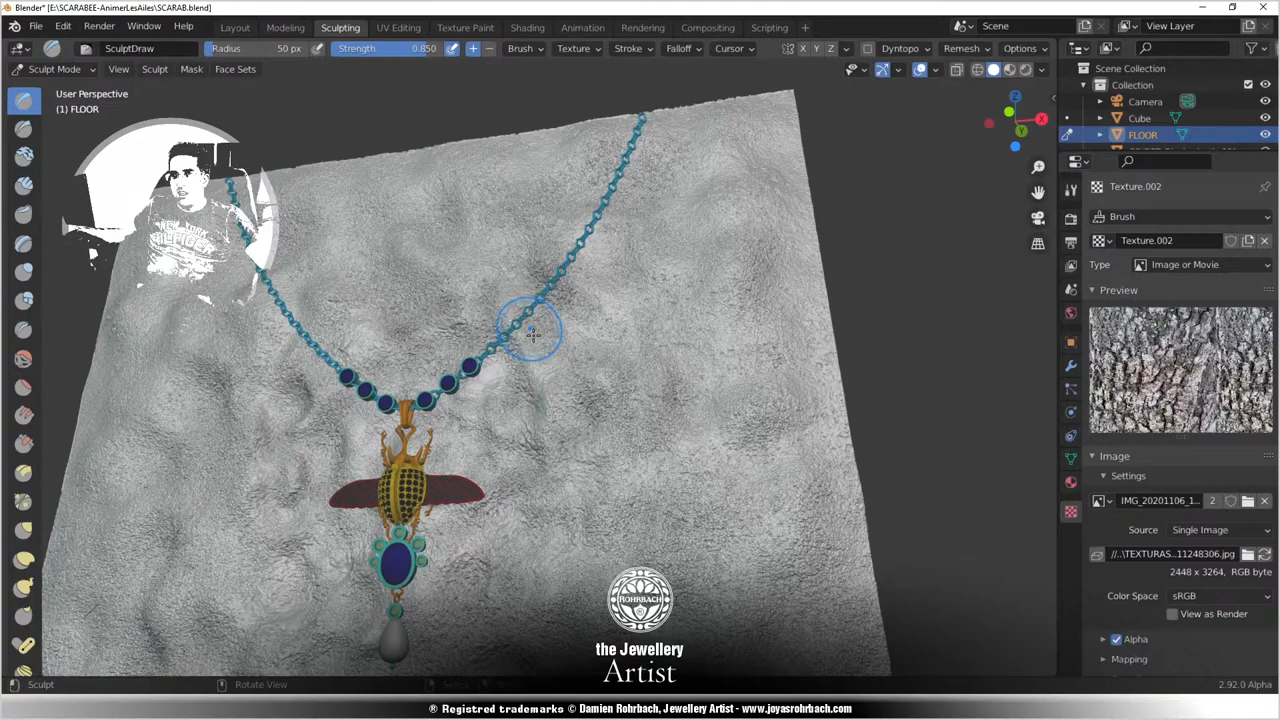 Blender* [E:\SCARABEE-AnimerLesAiles\SCARAB.blend]
File Edit Render Window Help Layout Modeling Sculpting UV Editing Texture Paint Shading Animation Rendering Compositing Scripting + Scene View Layer
SculptDraw Radius 50 px Strength 0.850 Brush Texture Stroke Falloff Cursor X Y Z Dyntopo Remesh Options
Sculpt Mode View Sculpt Mask Face Sets
Scene Collection
Collection
Camera
Cube
FLOOR
User Perspective
(1) FLOOR
Z
X
Y
NEW YORK
HILFIGER
Texture.002
Brush
Texture.002
Type Image or Movie
Preview
Image
Settings
IMG_20201106_1... 2
Source Single Image
//..\TEXTURAS...11248306.jpg
2448 x 3264, RGB byte
Color Space sRGB
View as Render
Alpha
Mapping
ROHRBACH
the Jewellery
Artist
Sculpt Rotate View Select 2.92.0 Alpha
® Registered trademarks © Damien Rohrbach, Jewellery Artist - www.joyasrohrbach.com